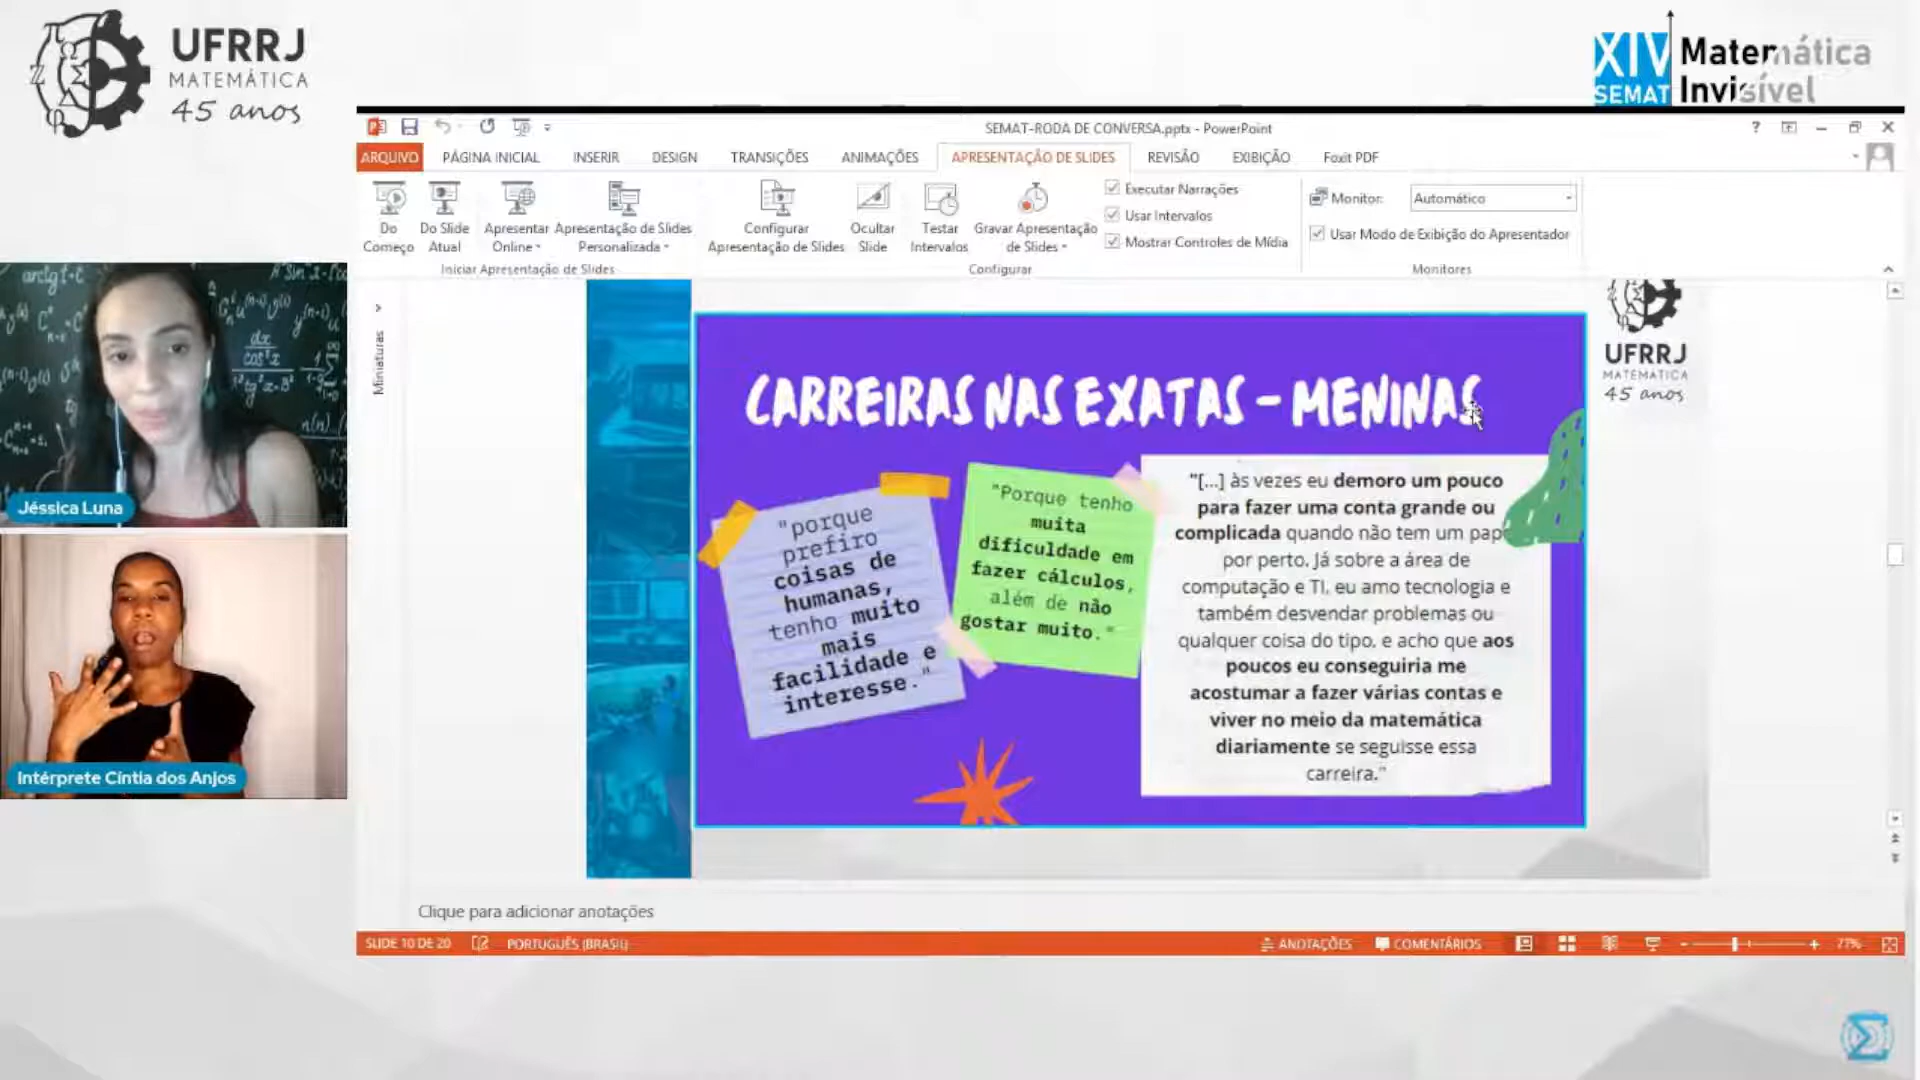 UFRRJ
MATEMÁTICA
45 anos
XIV
SEMAT
Matemática
Invisível
SEMAT-RODA DE CONVERSA.pptx - PowerPoint
ARQUIVO PÁGINA INICIAL INSERIR DESIGN TRANSIÇÕES ANIMAÇÕES APRESENTAÇÃO DE SLIDES REVISÃO EXIBIÇÃO Foxit PDF
Do
Começo
Do Slide
Atual
Apresentar
Online
Apresentação de Slides
Personalizada
Iniciar Apresentação de Slides
Configurar
Apresentação de Slides
Ocultar
Slide
Testar
Intervalos
Gravar Apresentação
de Slides
Executar Narrações
Usar Intervalos
Mostrar Controles de Mídia
Configurar
Monitor:
Automático
Usar Modo de Exibição do Apresentador
Monitores
Miniaturas
Jéssica Luna
Intérprete Cíntia dos Anjos
CARREIRAS NAS EXATAS - MENINAS
"porque
prefiro
coisas de
humanas,
tenho muito
mais
facilidade e
interesse."
"Porque tenho
muita
dificuldade em
fazer cálculos,
além de não
gostar muito."
"[...] às vezes eu demoro um pouco
para fazer uma conta grande ou
complicada quando não tem um pap
por perto. Já sobre a área de
computação e TI, eu amo tecnologia e
também desvendar problemas ou
qualquer coisa do tipo, e acho que aos
poucos eu conseguiria me
acostumar a fazer várias contas e
viver no meio da matemática
diariamente se seguisse essa
carreira."
UFRRJ
MATEMÁTICA
45 anos
Clique para adicionar anotações
SLIDE 10 DE 20 PORTUGUÊS (BRASIL) ANOTAÇÕES COMENTÁRIOS 77%